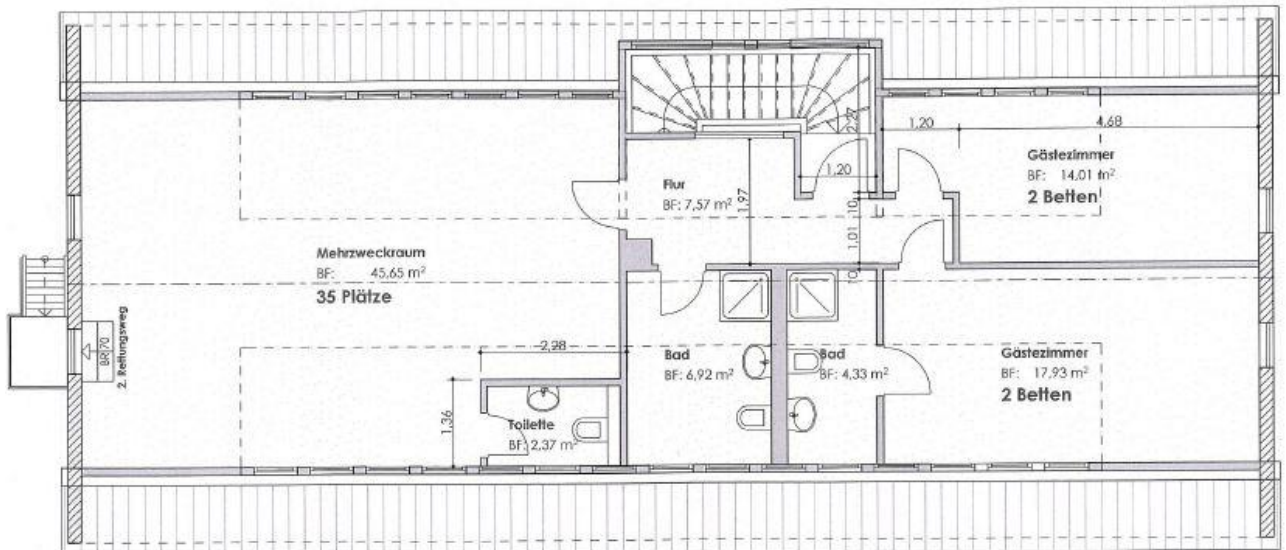 2,27
1,20
4,68
Gästezimmer
BF: 14,01 m²
2 Betten
1,20
Flur
BF: 7,57 m²
1,97
10
1,01
10
Mehrzweckraum
BF: 45,65 m²
35 Plätze
2. Rettungsweg
BR 70
2,28
1,36
Toilette
BF: 2,37 m²
Bad
BF: 6,92 m²
Bad
BF: 4,33 m²
Gästezimmer
BF: 17,93 m²
2 Betten